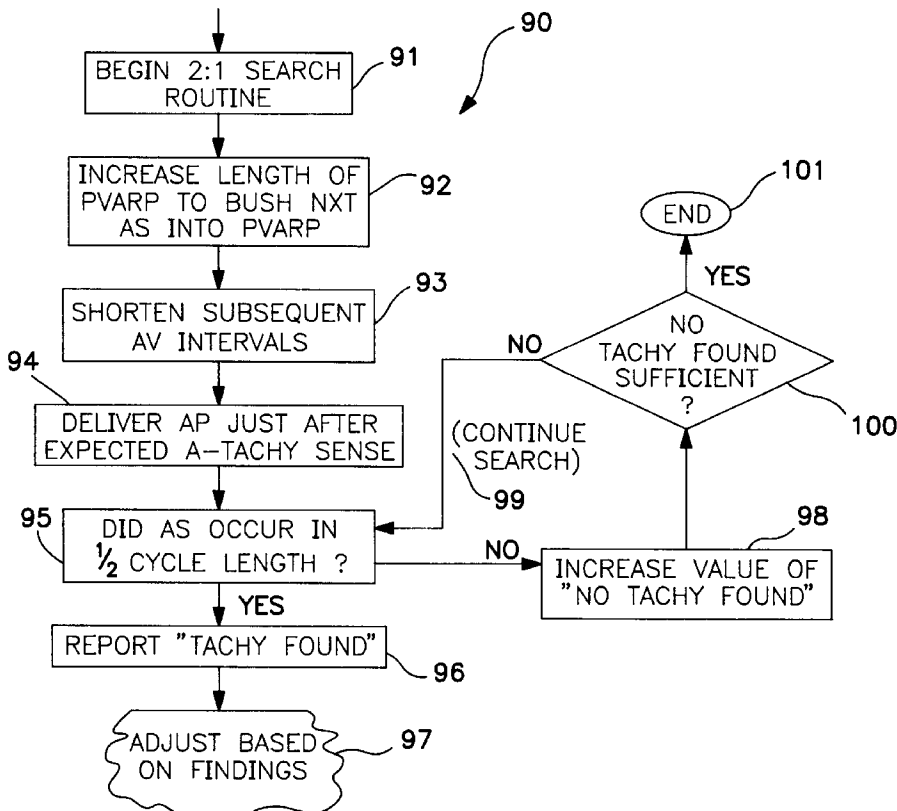 90
BEGIN 2:1 SEARCH
ROUTINE
91
INCREASE LENGTH OF
PVARP TO BUSH NXT
AS INTO PVARP
92
SHORTEN SUBSEQUENT
AV INTERVALS
93
94
DELIVER AP JUST AFTER
EXPECTED A-TACHY SENSE
95
DID AS OCCUR IN
½ CYCLE LENGTH ?
YES
REPORT "TACHY FOUND"
96
ADJUST BASED
ON FINDINGS
97
NO
INCREASE VALUE OF
"NO TACHY FOUND"
98
NO
TACHY FOUND
SUFFICIENT
?
100
NO
(CONTINUE
SEARCH)
99
YES
END
101